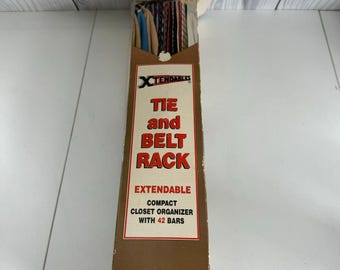 XTENDABLES
TIE
and
BELT
RACK
EXTENDABLE
COMPACT
CLOSET ORGANIZER
WITH 42 BARS